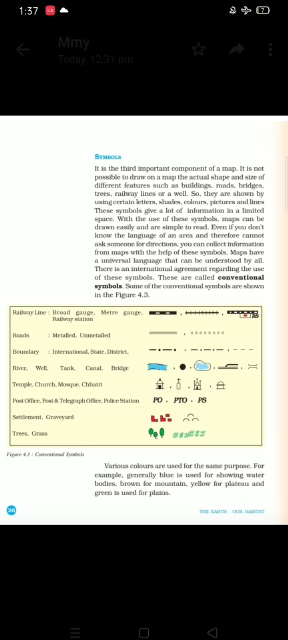 1:37
7
Mmy
Today, 12:31 pm
SYMBOLS
It is the third important component of a map. It is not
possible to draw on a map the actual shape and size of
different features such as buildings, roads, bridges,
trees, railway lines or a well. So, they are shown by
using certain letters, shades, colours, pictures and lines
These symbols give a lot of information in a limited
space. With the use of these symbols, maps can be
drawn easily and are simple to read. Even if you don't
know the language of an area and therefore cannot
ask someone for directions, you can collect information
from maps with the help of these symbols. Maps have
a universal language that can be understood by all.
There is an international agreement regarding the use
of these symbols. These are called conventional
symbols. Some of the conventional symbols are shown
in the Figure 4.3.
Railway Line : Broad gauge, Metre gauge,
Railway station
Roads : Metalled, Unmetalled
Boundary : International, State, District,
River, Well, Tank, Canal, Bridge
Temple, Church, Mosque, Chhatri
Post Office, Post & Telegraph Office, Police Station PO , PTO , PS
Settlement, Graveyard
Trees, Grass
Figure 4.3 : Conventional Symbols
Various colours are used for the same purpose. For
example, generally blue is used for showing water
bodies, brown for mountain, yellow for plateau and
green is used for plains.
26
THE EARTH : OUR HABITAT